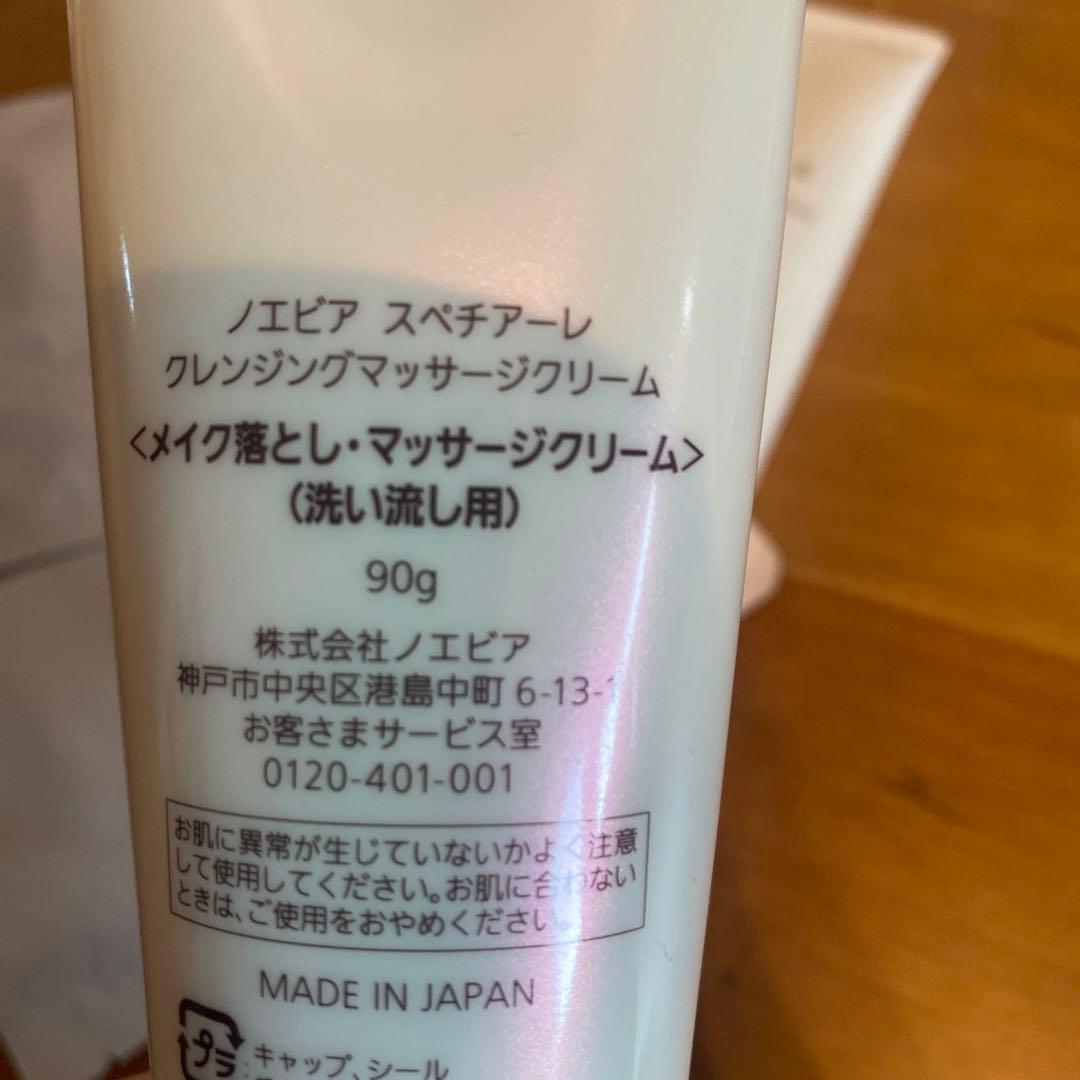 ノエビア スペチアーレ
クレンジングマッサージクリーム
〈メイク落とし・マッサージクリーム〉
（洗い流し用）
90g
株式会社ノエビア
神戸市中央区港島中町 6-13-1
お客さまサービス室
0120-401-001
お肌に異常が生じていないかよく注意
して使用してください。お肌に合わない
ときは、ご使用をおやめください。
MADE IN JAPAN
プラ : キャップ、シール